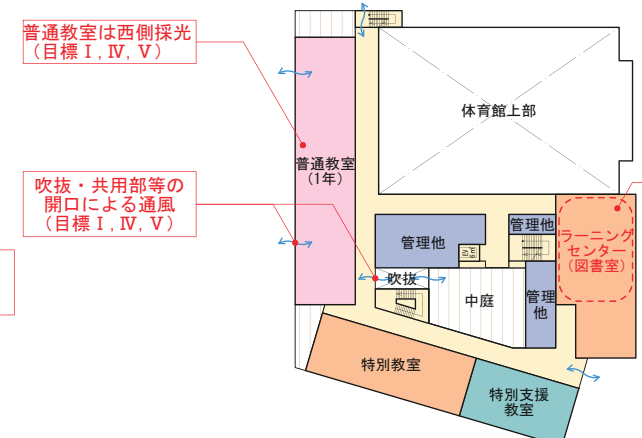 普通教室は西側採光
(目標Ⅰ, Ⅳ, Ⅴ)
体育館上部
普通教室
(1年)
吹抜・共用部等の
開口による通風
(目標Ⅰ, Ⅳ, Ⅴ)
管理他
管理他
ラーニング
センター
(図書室)
吹抜
中庭
管理
他
特別教室
特別支援
教室